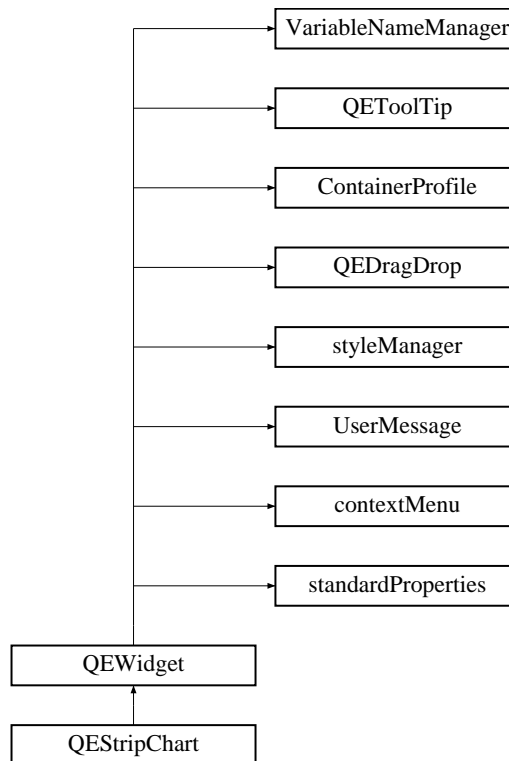 VariableNameManager
QEToolTip
ContainerProfile
QEDragDrop
styleManager
UserMessage
contextMenu
standardProperties
QEWidget
QEStripChart